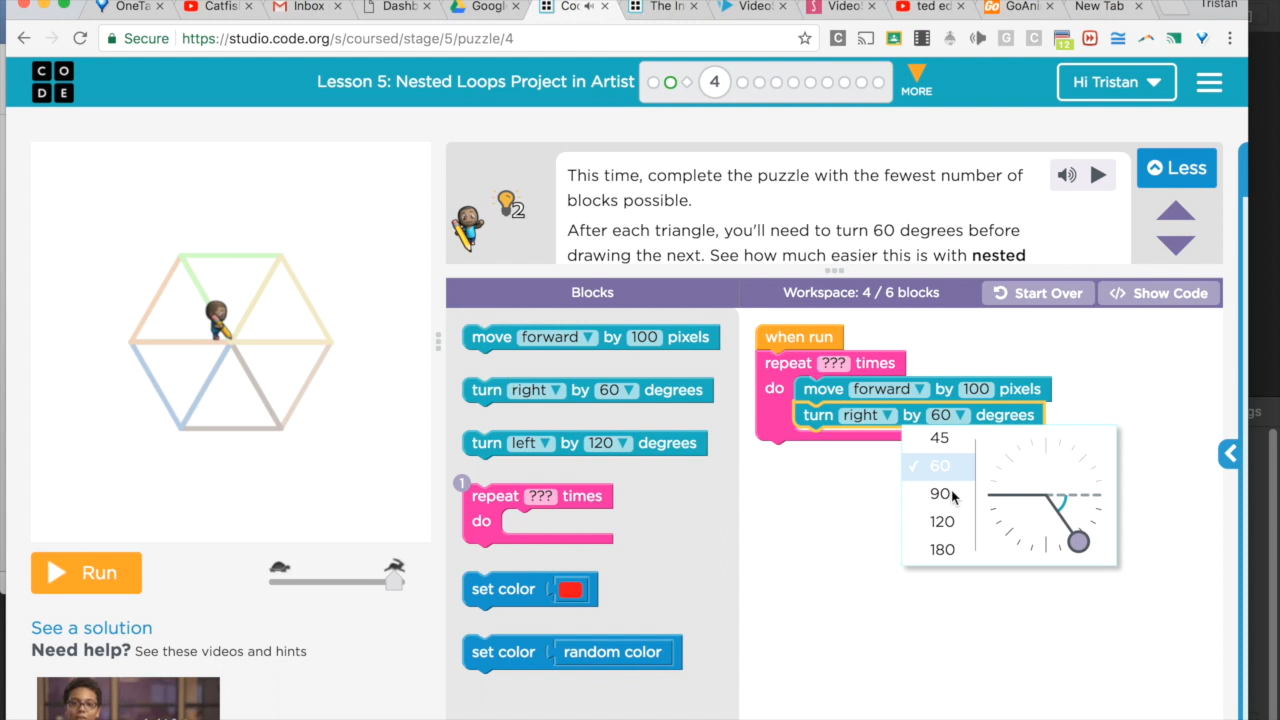 OneTa
Catfis
Inbox
Dashb
Googl
Co
The In
Video
Video
ted ed
GoAni
New Tab
Tristan
Secure
https://studio.code.org/s/coursed/stage/5/puzzle/4
12
C O
D E
Lesson 5: Nested Loops Project in Artist
4
MORE
Hi Tristan
2
This time, complete the puzzle with the fewest number of
blocks possible.
After each triangle, you'll need to turn 60 degrees before
drawing the next. See how much easier this is with nested
Less
Blocks
Workspace: 4 / 6 blocks
Start Over
</> Show Code
move forward by 100 pixels
turn right by 60 degrees
turn left by 120 degrees
1
repeat ??? times
do
set color
set color random color
when run
repeat ??? times
do
move forward by 100 pixels
turn right by 60 degrees
45
✓ 60
90
120
180
Run
See a solution
Need help? See these videos and hints